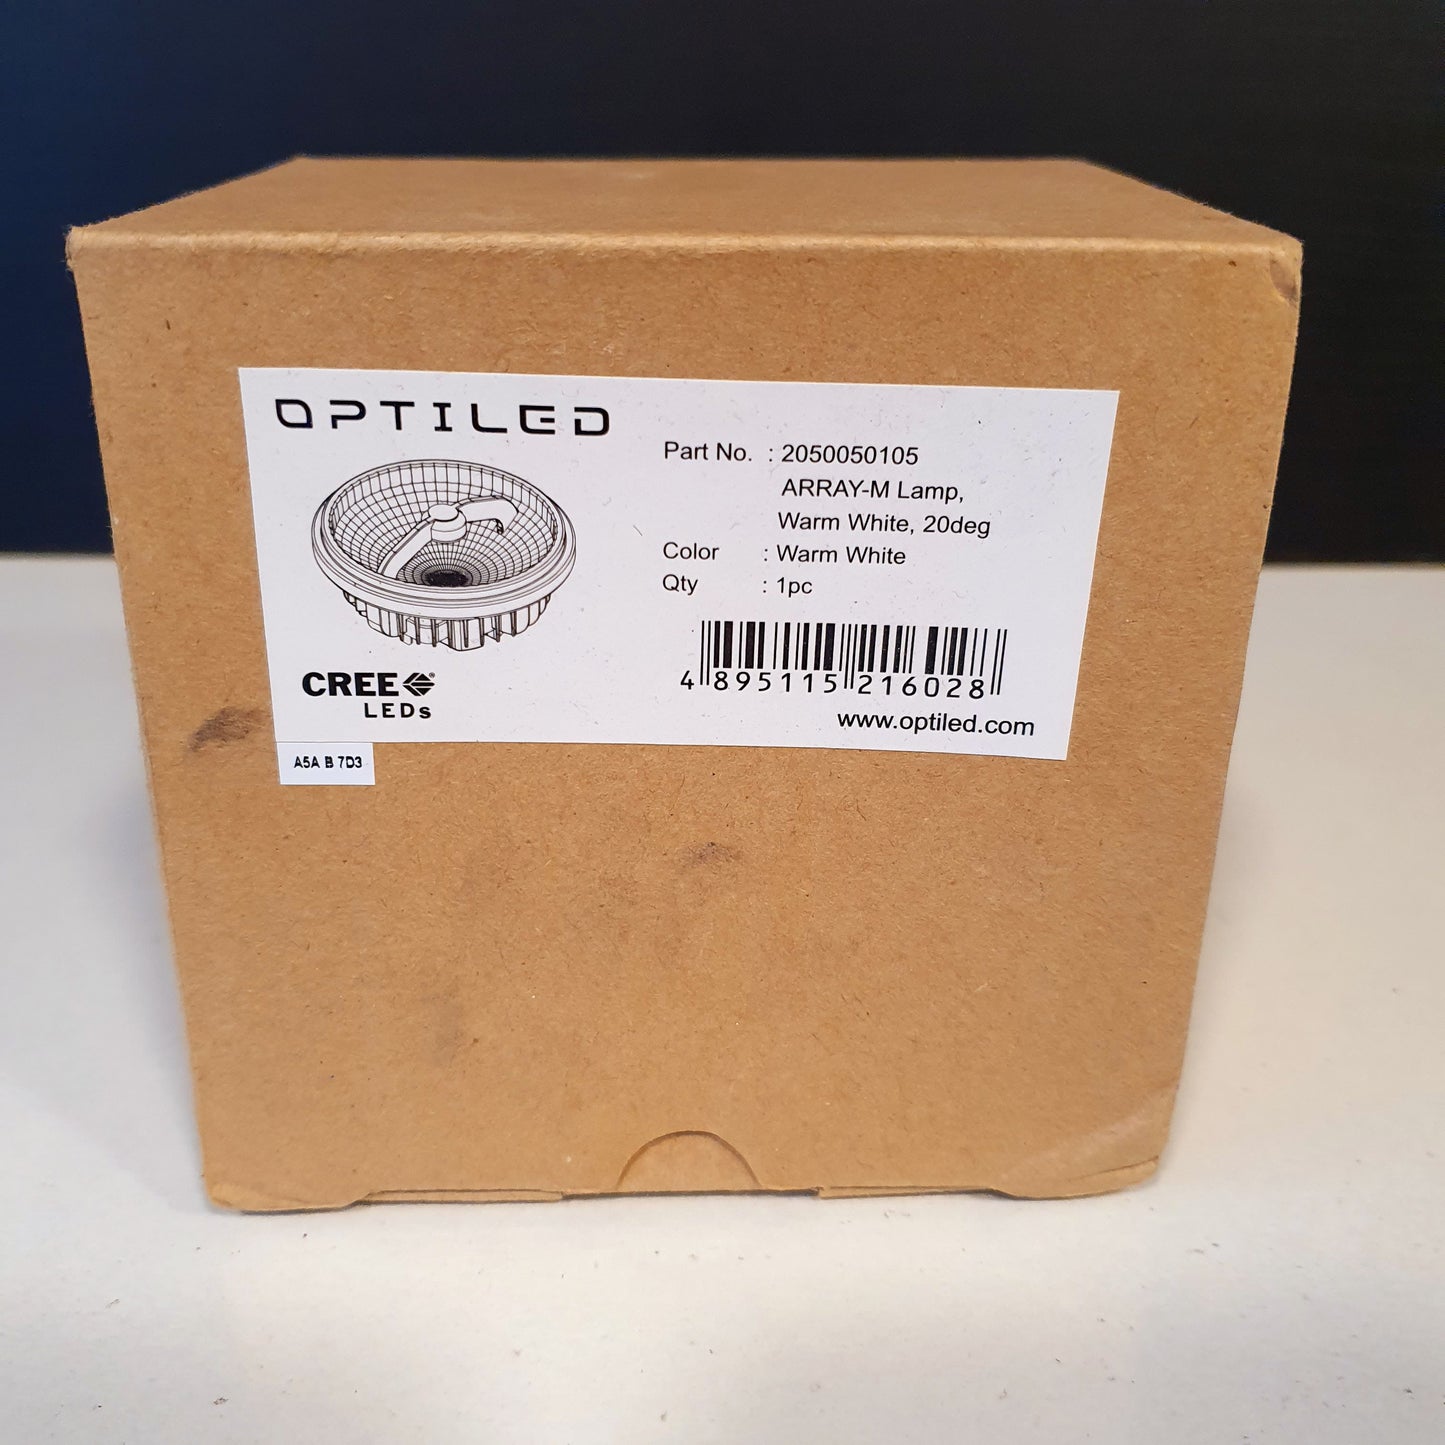 OPTILED
Part No. : 2050050105
ARRAY-M Lamp,
Warm White, 20deg
Color : Warm White
Qty : 1pc
4 895115 216028
CREE®
LEDs
www.optiled.com
A5A B 7D3